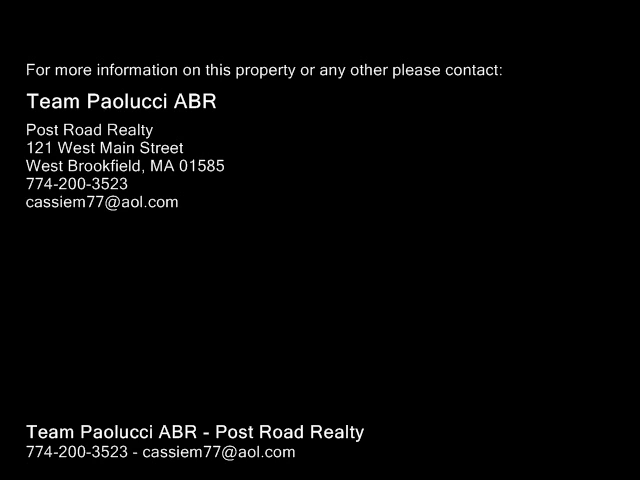 For more information on this property or any other please contact:
Team Paolucci ABR
Post Road Realty
121 West Main Street
West Brookfield, MA 01585
774-200-3523
cassiem77@aol.com
Team Paolucci ABR - Post Road Realty
774-200-3523 - cassiem77@aol.com